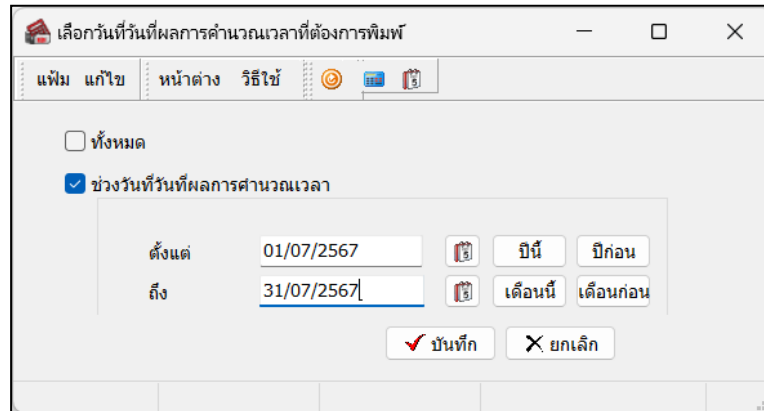 เลือกวันที่วันที่ผลการคำนวณเวลาที่ต้องการพิมพ์
แฟ้ม แก้ไข หน้าต่าง วิธีใช้
ทั้งหมด
ช่วงวันที่วันที่ผลการคำนวณเวลา
ตั้งแต่ 01/07/2567 ปีนี้ ปีก่อน
ถึง 31/07/2567 เดือนนี้ เดือนก่อน
บันทึก ยกเลิก